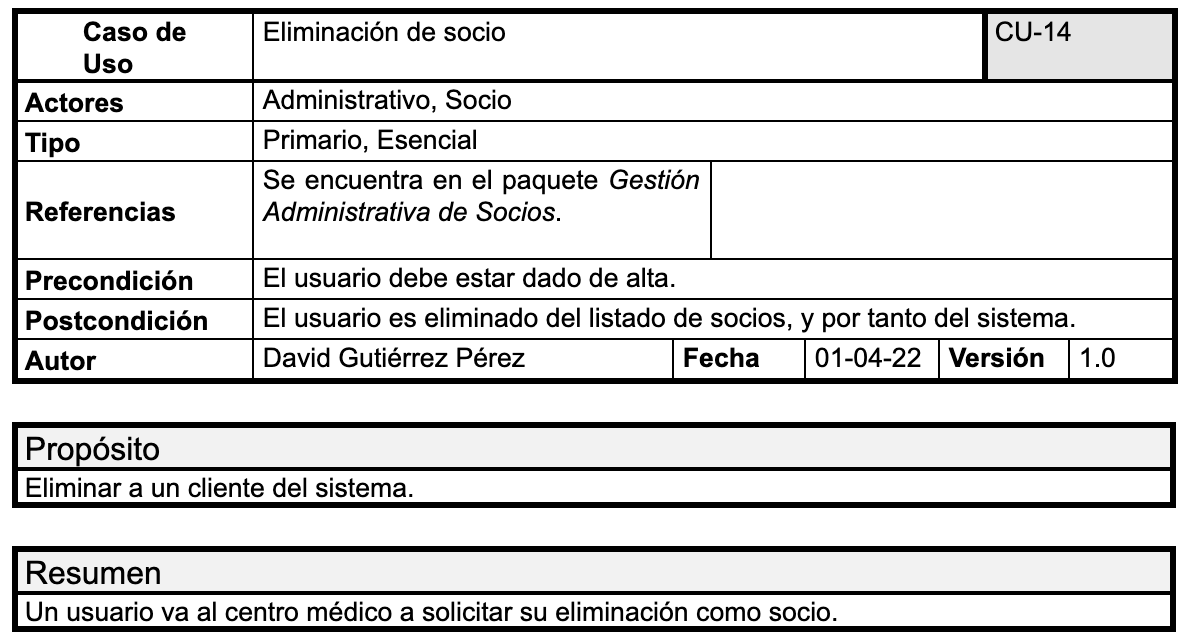 Caso de
Uso
Eliminación de socio
CU-14
Actores
Administrativo, Socio
Tipo
Primario, Esencial
Referencias
Se encuentra en el paquete Gestión
Administrativa de Socios.
Precondición
El usuario debe estar dado de alta.
Postcondición
El usuario es eliminado del listado de socios, y por tanto del sistema.
Autor
David Gutiérrez Pérez
Fecha
01-04-22
Versión
1.0
Propósito
Eliminar a un cliente del sistema.
Resumen
Un usuario va al centro médico a solicitar su eliminación como socio.